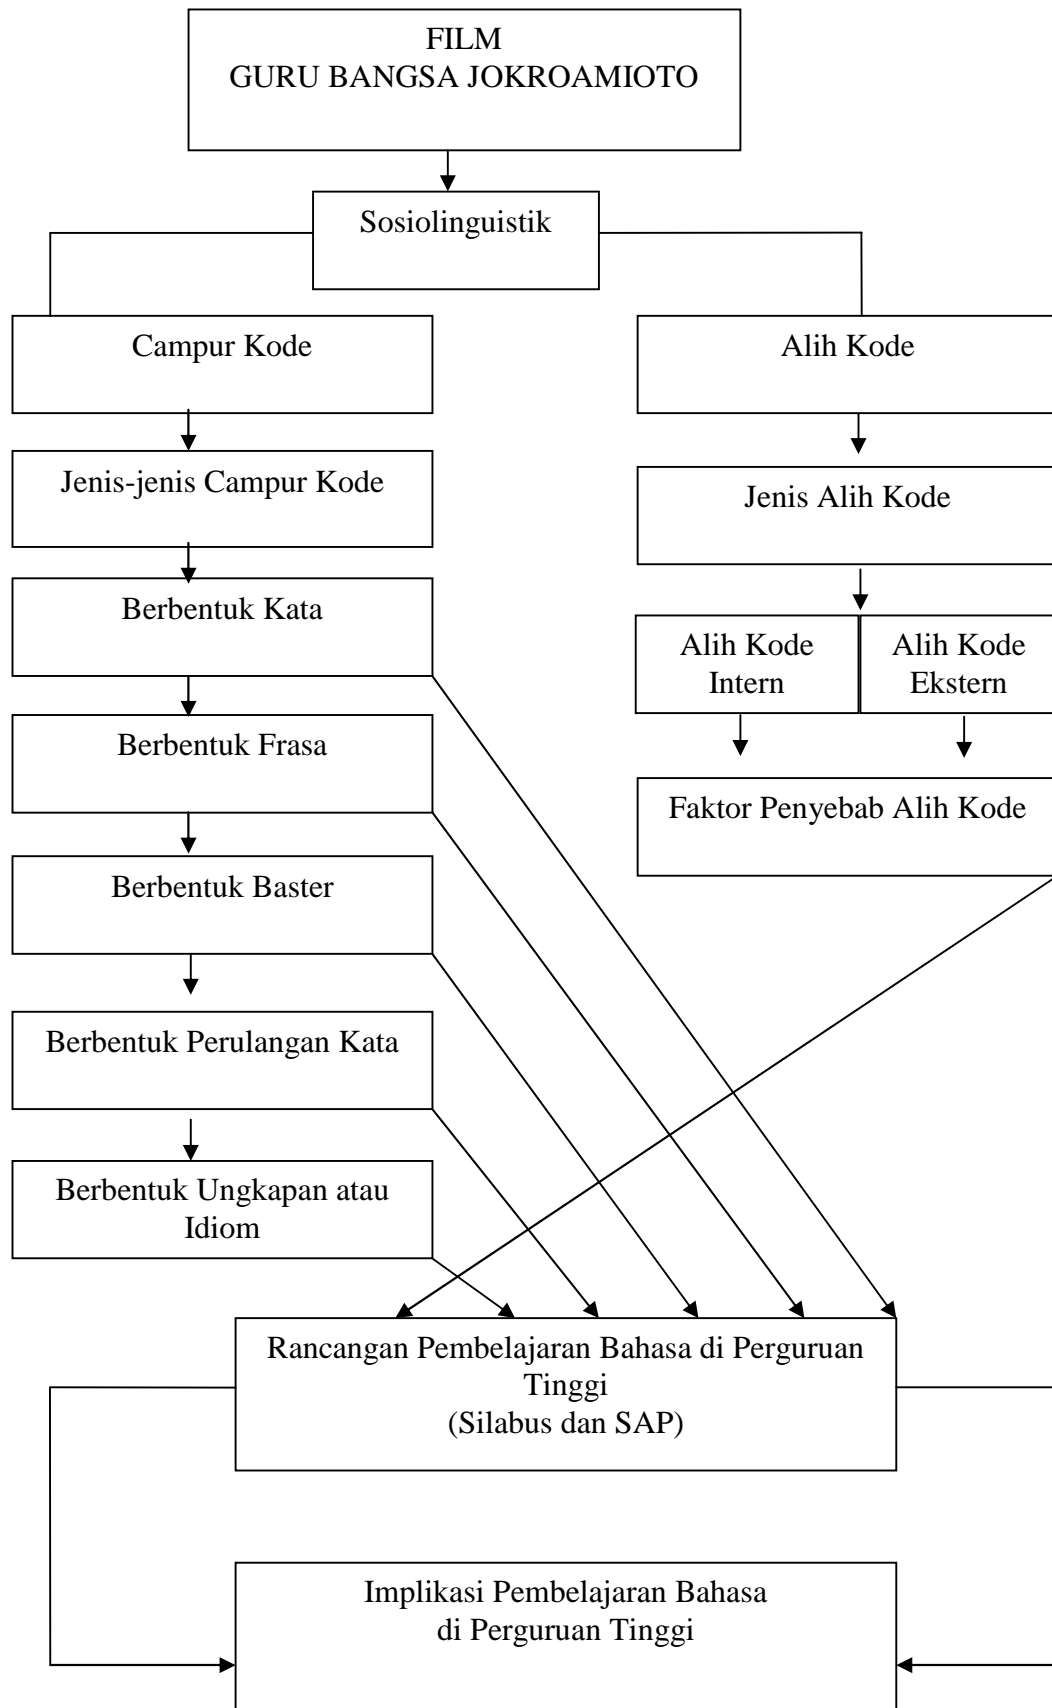 FILM
GURU BANGSA JOKROAMIOTO
Sosiolinguistik
Campur Kode
Alih Kode
Jenis-jenis Campur Kode
Jenis Alih Kode
Berbentuk Kata
Alih Kode
Intern
Alih Kode
Ekstern
Berbentuk Frasa
Faktor Penyebab Alih Kode
Berbentuk Baster
Berbentuk Perulangan Kata
Berbentuk Ungkapan atau
Idiom
Rancangan Pembelajaran Bahasa di Perguruan
Tinggi
(Silabus dan SAP)
Implikasi Pembelajaran Bahasa
di Perguruan Tinggi